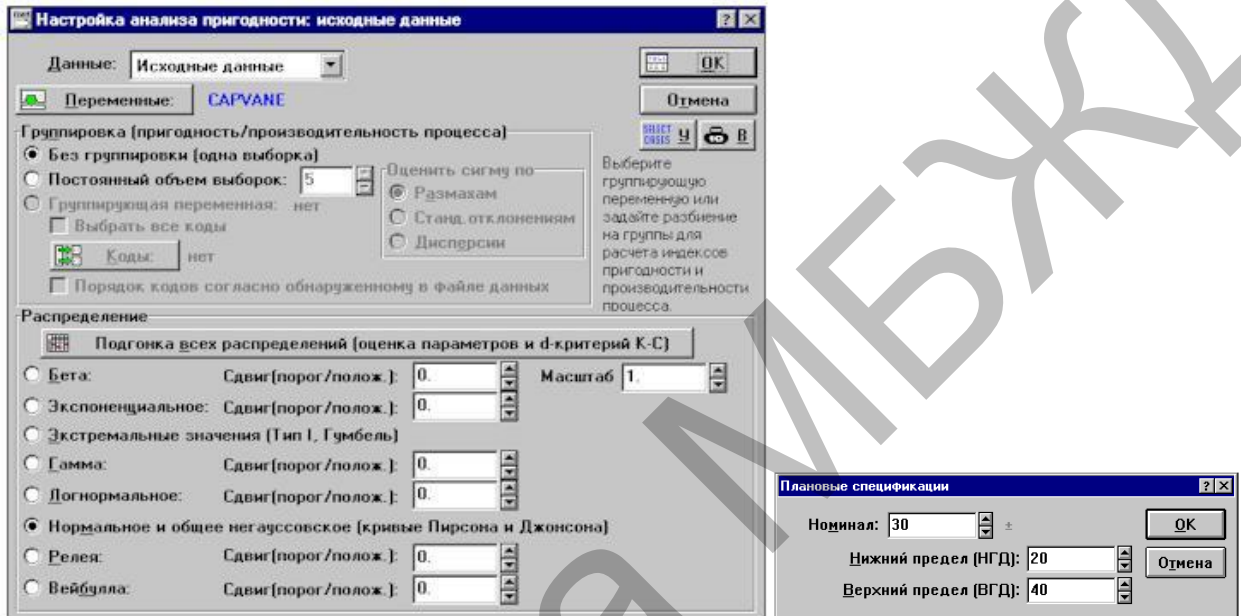 Настройка анализа пригодности: исходные данные
Данные: Исходные данные
OK
Переменные: CAPVANE
Отмена
Группировка (пригодность/производительность процесса)
SELECT CASES У В
Без группировки (одна выборка)
Постоянный объем выборок: 5
Оценить сигму по
Размахам
Станд. отклонениям
Дисперсии
Группирующая переменная: нет
Выбрать все коды
Коды: нет
Порядок кодов согласно обнаруженному в файле данных
Выберите
группирующую
переменную или
задайте разбиение
на группы для
расчета индексов
пригодности и
производительности
процесса.
Распределение
Подгонка всех распределений (оценка параметров и d-критерий К-С)
Бета: Сдвиг(порог/полож.): 0. Масштаб 1.
Экспоненциальное: Сдвиг(порог/полож.): 0.
Экстремальные значения (Тип I, Гумбель)
Гамма: Сдвиг(порог/полож.): 0.
Логнормальное: Сдвиг(порог/полож.): 0.
Нормальное и общее негауссовское (кривые Пирсона и Джонсона)
Релея: Сдвиг(порог/полож.): 0.
Вейбулла: Сдвиг(порог/полож.): 0.
Плановые спецификации
Номинал: 30 ±
OK
Нижний предел (НГД): 20
Отмена
Верхний предел (ВГД): 40
а МБЖД